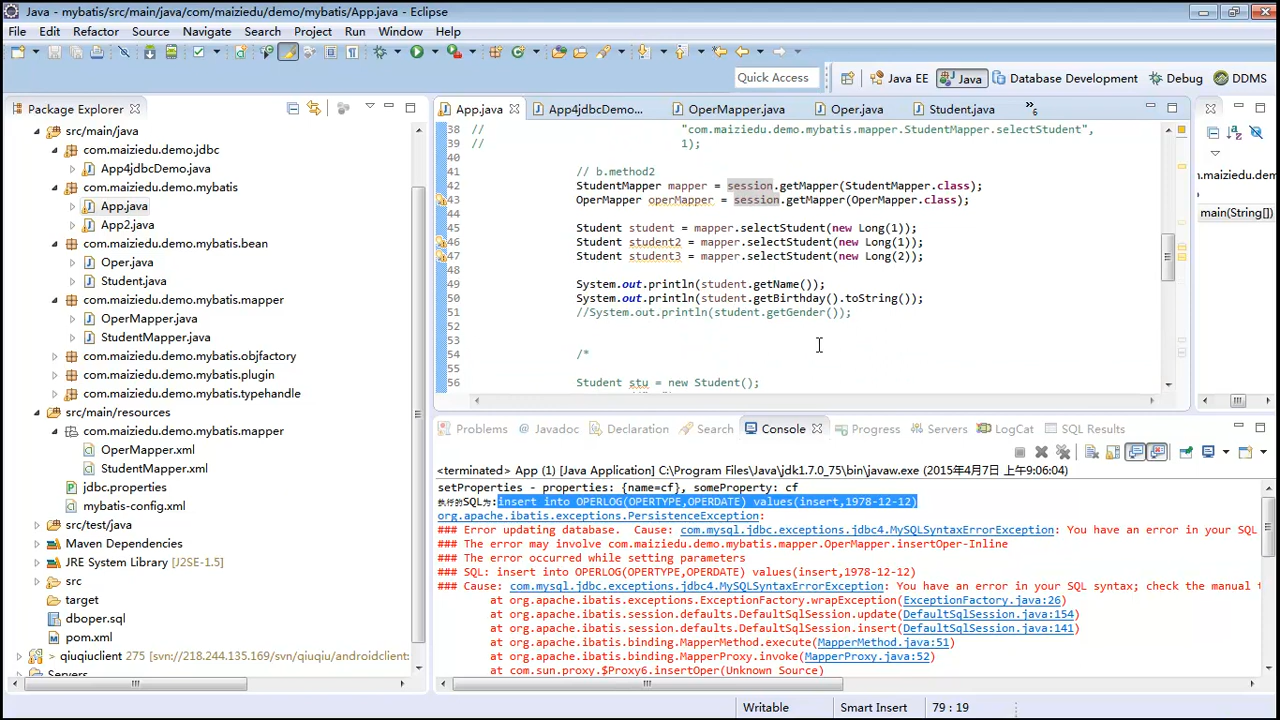 Java - mybatis/src/main/java/com/maiziedu/demo/mybatis/App.java - Eclipse
File Edit Refactor Source Navigate Search Project Run Window Help
Quick Access Java EE Java Database Development Debug DDMS
Package Explorer
src/main/java
com.maiziedu.demo.jdbc
App4jdbcDemo.java
com.maiziedu.demo.mybatis
App.java
App2.java
com.maiziedu.demo.mybatis.bean
Oper.java
Student.java
com.maiziedu.demo.mybatis.mapper
OperMapper.java
StudentMapper.java
com.maiziedu.demo.mybatis.objfactory
com.maiziedu.demo.mybatis.plugin
com.maiziedu.demo.mybatis.typehandle
src/main/resources
com.maiziedu.demo.mybatis.mapper
OperMapper.xml
StudentMapper.xml
jdbc.properties
mybatis-config.xml
src/test/java
Maven Dependencies
JRE System Library [J2SE-1.5]
src
target
dboper.sql
pom.xml
qiuqiuclient 275 [svn://218.244.135.169/svn/qiuqiu/androidclient:
Servers
App.java App4jdbcDemo... OperMapper.java Oper.java Student.java »6
38 // "com.maiziedu.demo.mybatis.mapper.StudentMapper.selectStudent",
39 // 1);
40
41 // b.method2
42 StudentMapper mapper = session.getMapper(StudentMapper.class);
43 OperMapper operMapper = session.getMapper(OperMapper.class);
44
45 Student student = mapper.selectStudent(new Long(1));
46 Student student2 = mapper.selectStudent(new Long(1));
47 Student student3 = mapper.selectStudent(new Long(2));
48
49 System.out.println(student.getName());
50 System.out.println(student.getBirthday().toString());
51 //System.out.println(student.getGender());
52
53
54 /*
55
56 Student stu = new Student();
.maiziedu.dem
main(String[])
Problems Javadoc Declaration Search Console Progress Servers LogCat SQL Results
<terminated> App (1) [Java Application] C:\Program Files\Java\jdk1.7.0_75\bin\javaw.exe (2015年4月7日 上午9:06:04)
setProperties - properties: {name=cf}, someProperty: cf
执行的SQL为:insert into OPERLOG(OPERTYPE,OPERDATE) values(insert,1978-12-12)
org.apache.ibatis.exceptions.PersistenceException:
### Error updating database.  Cause: com.mysql.jdbc.exceptions.jdbc4.MySQLSyntaxErrorException: You have an error in your SQL
### The error may involve com.maiziedu.demo.mybatis.mapper.OperMapper.insertOper-Inline
### The error occurred while setting parameters
### SQL: insert into OPERLOG(OPERTYPE,OPERDATE) values(insert,1978-12-12)
### Cause: com.mysql.jdbc.exceptions.jdbc4.MySQLSyntaxErrorException: You have an error in your SQL syntax; check the manual t
at org.apache.ibatis.exceptions.ExceptionFactory.wrapException(ExceptionFactory.java:26)
at org.apache.ibatis.session.defaults.DefaultSqlSession.update(DefaultSqlSession.java:154)
at org.apache.ibatis.session.defaults.DefaultSqlSession.insert(DefaultSqlSession.java:141)
at org.apache.ibatis.binding.MapperMethod.execute(MapperMethod.java:51)
at org.apache.ibatis.binding.MapperProxy.invoke(MapperProxy.java:52)
at com.sun.proxy.$Proxy6.insertOper(Unknown Source)
Writable Smart Insert 79 : 19